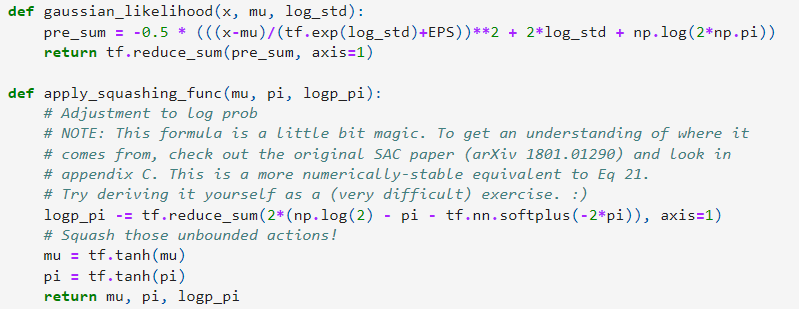 def gaussian_likelihood(x, mu, log_std):
    pre_sum = -0.5 * (((x-mu)/(tf.exp(log_std)+EPS))**2 + 2*log_std + np.log(2*np.pi))
    return tf.reduce_sum(pre_sum, axis=1)

def apply_squashing_func(mu, pi, logp_pi):
    # Adjustment to log prob
    # NOTE: This formula is a little bit magic. To get an understanding of where it
    # comes from, check out the original SAC paper (arXiv 1801.01290) and look in
    # appendix C. This is a more numerically-stable equivalent to Eq 21.
    # Try deriving it yourself as a (very difficult) exercise. :)
    logp_pi -= tf.reduce_sum(2*(np.log(2) - pi - tf.nn.softplus(-2*pi)), axis=1)
    # Squash those unbounded actions!
    mu = tf.tanh(mu)
    pi = tf.tanh(pi)
    return mu, pi, logp_pi